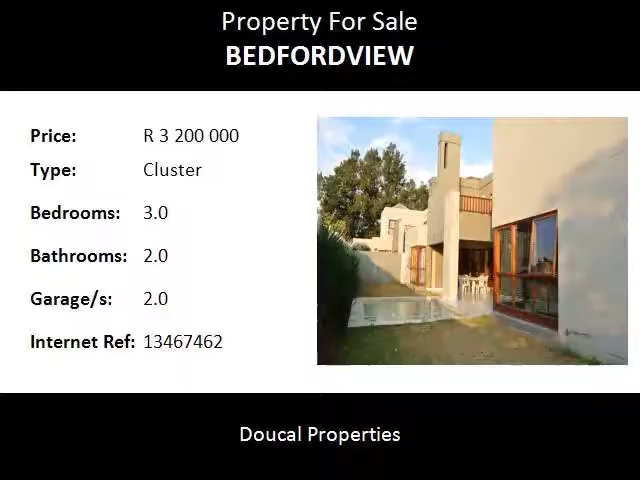 Property For Sale
BEDFORDVIEW
Price: R 3 200 000
Type: Cluster
Bedrooms: 3.0
Bathrooms: 2.0
Garage/s: 2.0
Internet Ref: 13467462
Doucal Properties